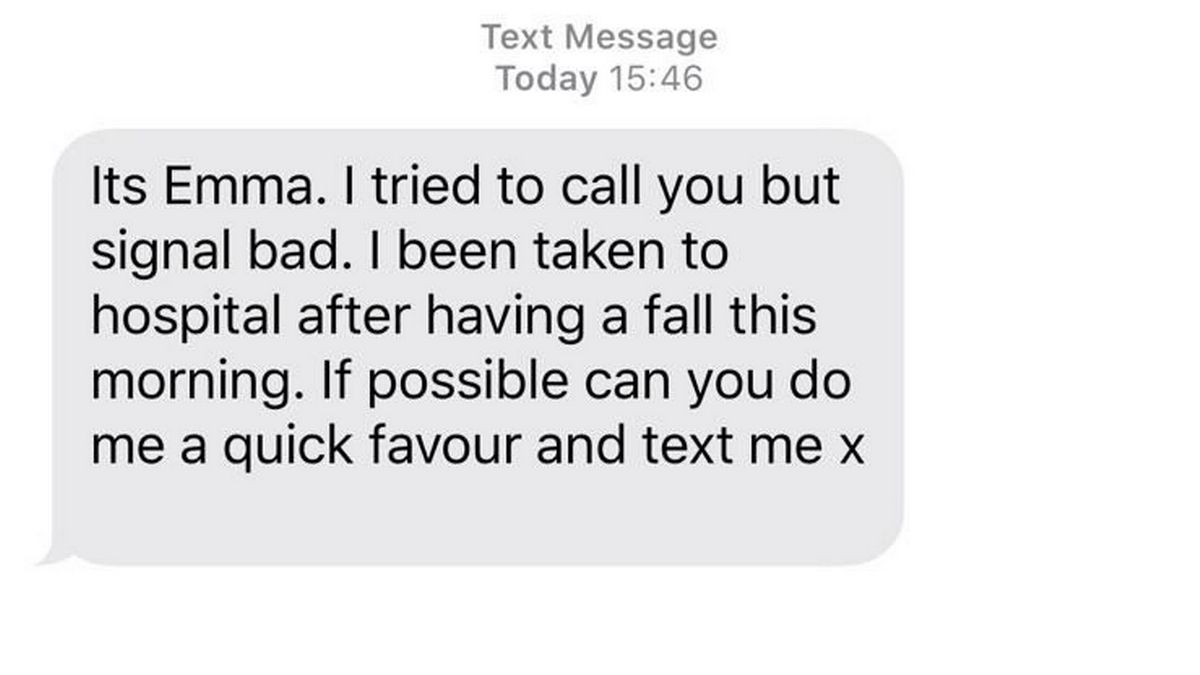 Text Message
Today 15:46
Its Emma. I tried to call you but
signal bad. I been taken to
hospital after having a fall this
morning. If possible can you do
me a quick favour and text me x